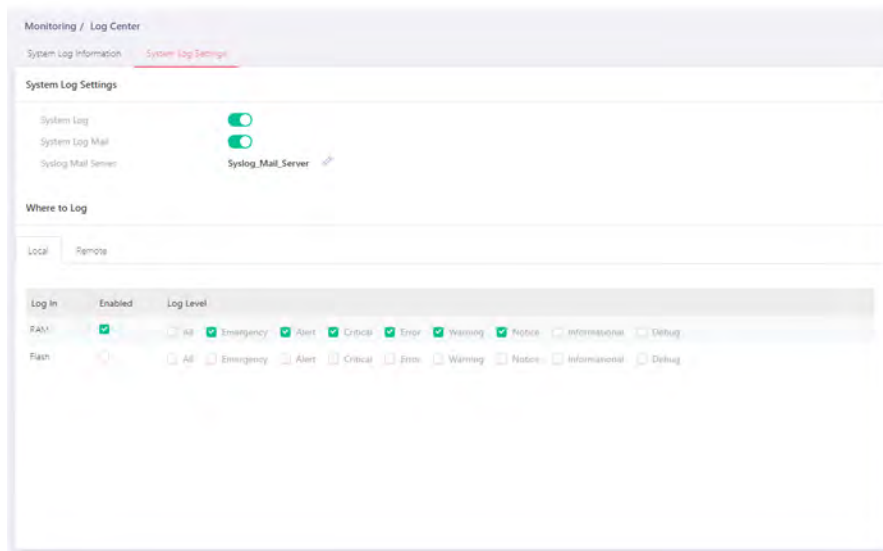 Monitoring / Log Center
System Log Information System Log Settings
System Log Settings
System Log
System Log Mail
Syslog Mail Server Syslog_Mail_Server
Where to Log
Local Remote
Log In Enabled Log Level
RAM All Emergency Alert Critical Error Warning Notice Informational Debug
Flash All Emergency Alert Critical Error Warning Notice Informational Debug